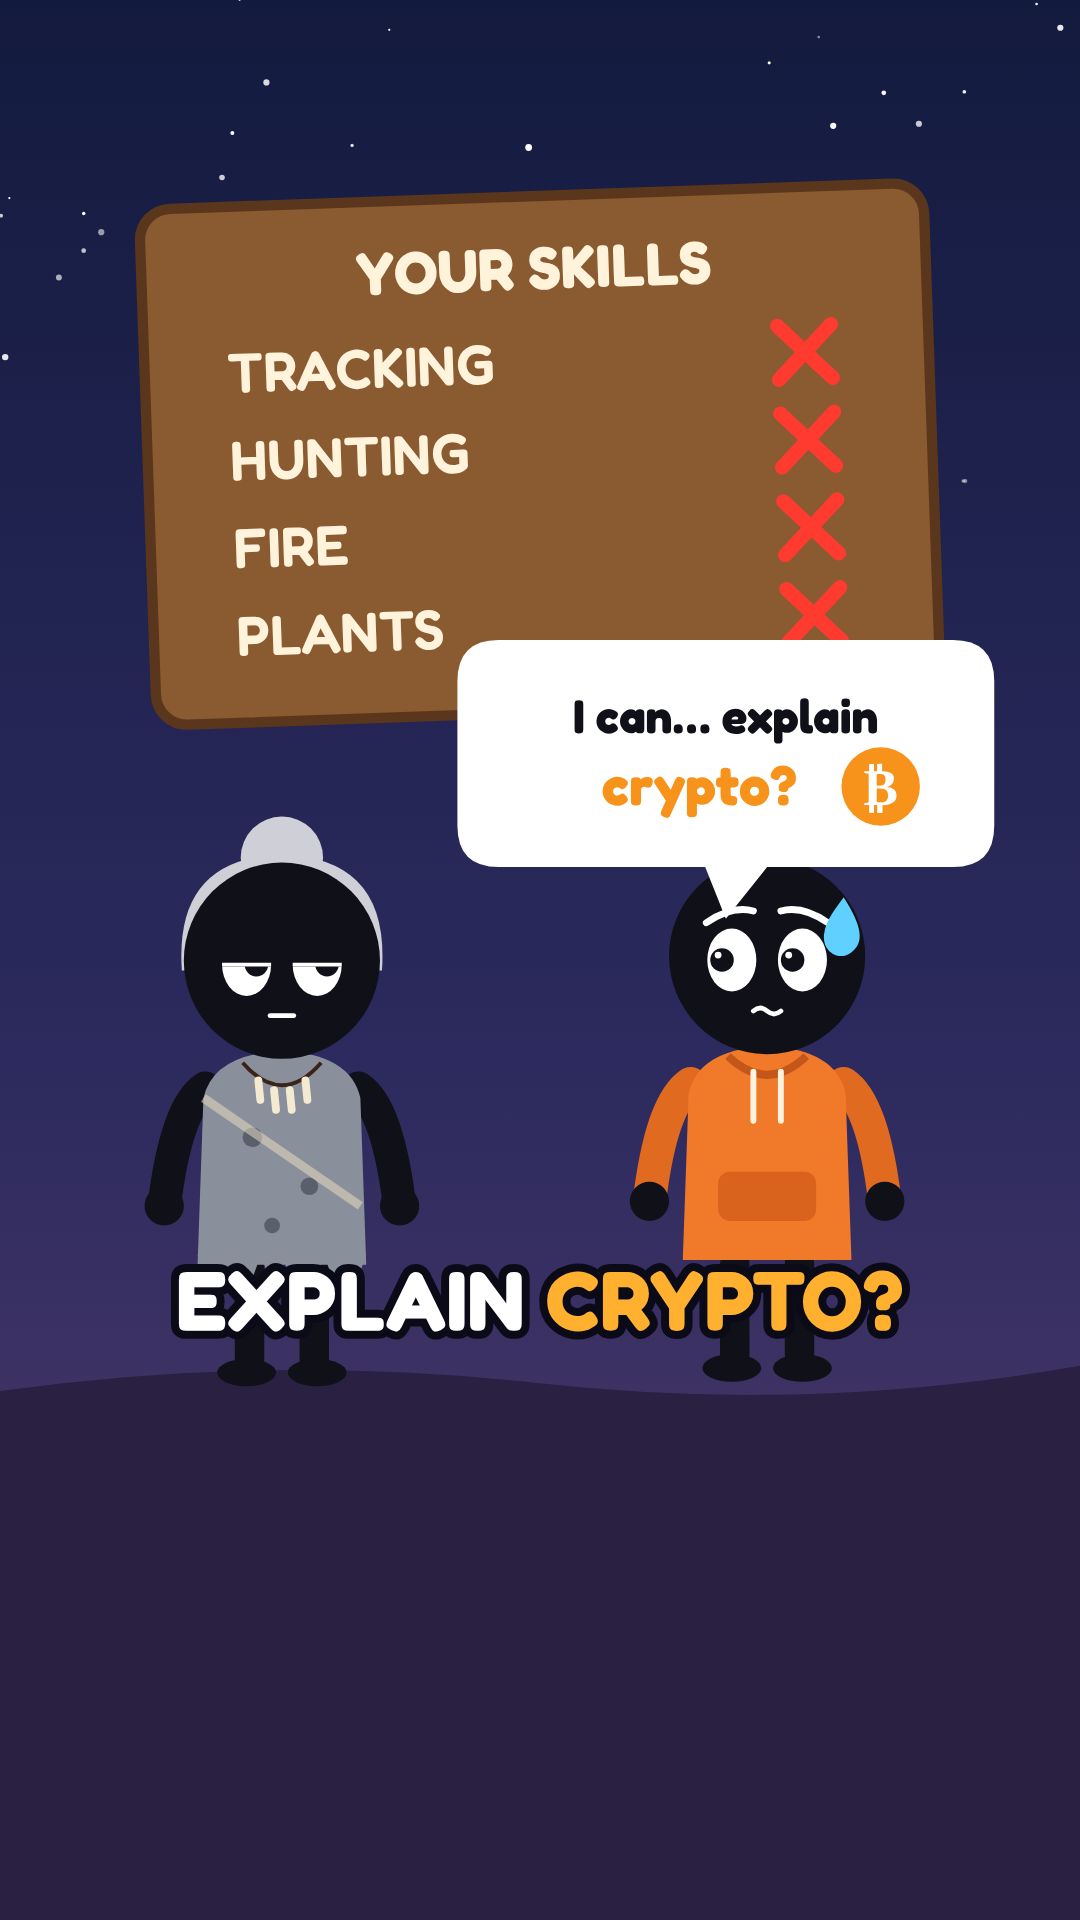 YOUR SKILLS
TRACKING
HUNTING
FIRE
PLANTS
I can... explain
crypto?
₿
EXPLAIN CRYPTO?